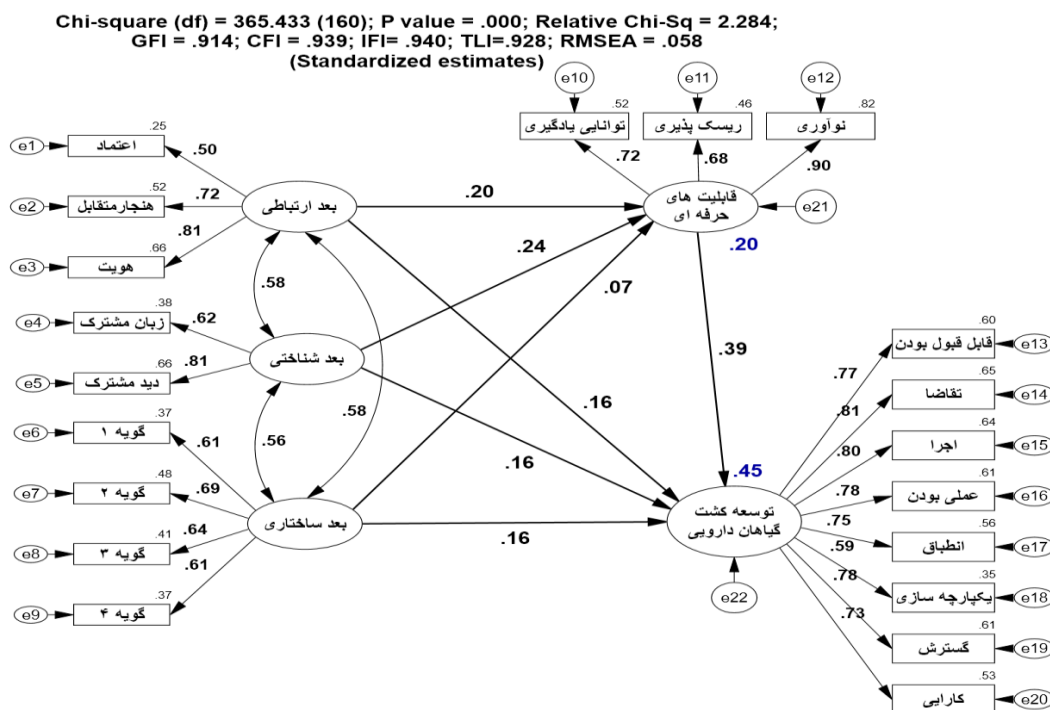 Chi-square (df) = 365.433 (160); P value = .000; Relative Chi-Sq = 2.284;
GFI = .914; CFI = .939; IFI= .940; TLI=.928; RMSEA = .058
(Standardized estimates)
e10
e11
e12
.52
.46
.82
توانایی یادگیری
ریسک پذیری
نوآوری
.72
.68
.90
e1
.25
اعتماد
.50
e2
.52
هنجارمتقابل
.72
e3
.66
هویت
.81
بعد ارتباطی
.20
قابلیت های
حرفه ای
e21
.20
.24
.07
.58
e4
.38
زبان مشترک
.62
e5
.66
دید مشترک
.81
بعد شناختی
.39
.58
.56
.16
.16
.16
e6
.37
گویه ۱
.61
e7
.48
گویه ۲
.69
e8
.41
گویه ۳
.64
e9
.37
گویه ۴
.61
بعد ساختاری
.45
توسعه کشت
گیاهان دارویی
e22
.60
قابل قبول بودن
e13
.77
.65
تقاضا
e14
.81
.64
اجرا
e15
.80
.61
عملی بودن
e16
.78
.56
انطباق
e17
.75
.35
یکپارچه سازی
e18
.59
.61
گسترش
e19
.78
.53
کارایی
e20
.73